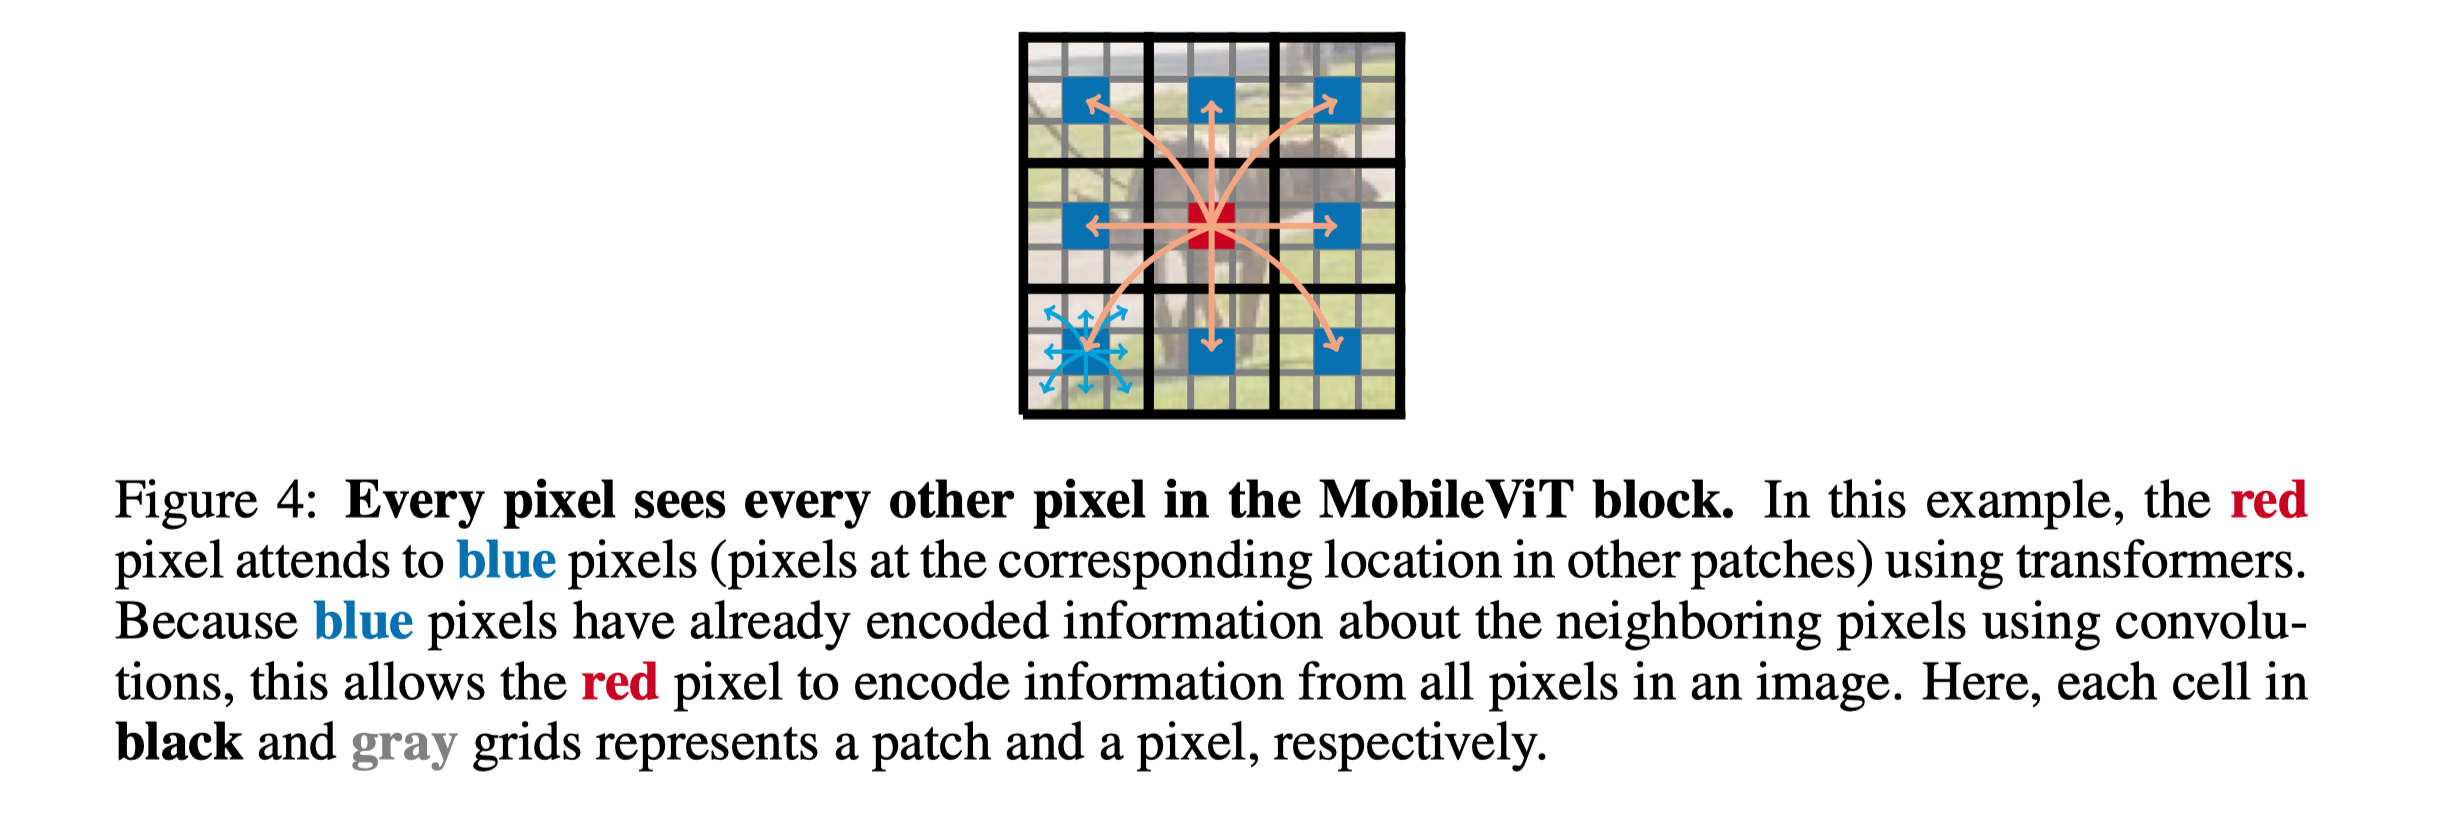 Figure 4: Every pixel sees every other pixel in the MobileViT block. In this example, the red
pixel attends to blue pixels (pixels at the corresponding location in other patches) using transformers.
Because blue pixels have already encoded information about the neighboring pixels using convolu-
tions, this allows the red pixel to encode information from all pixels in an image. Here, each cell in
black and gray grids represents a patch and a pixel, respectively.